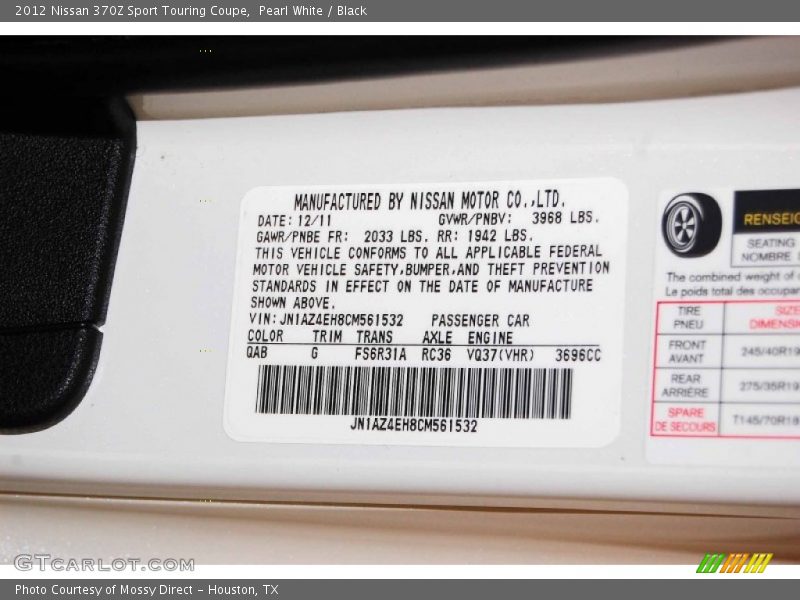 2012 Nissan 370Z Sport Touring Coupe,  Pearl White / Black
MANUFACTURED BY NISSAN MOTOR CO.,LTD.
DATE: 12/11 GVWR/PNBV: 3968 LBS.
GAWR/PNBE FR: 2033 LBS. RR: 1942 LBS.
THIS VEHICLE CONFORMS TO ALL APPLICABLE FEDERAL
MOTOR VEHICLE SAFETY,BUMPER,AND THEFT PREVENTION
STANDARDS IN EFFECT ON THE DATE OF MANUFACTURE
SHOWN ABOVE.
VIN: JN1AZ4EH8CM561532 PASSENGER CAR
COLOR TRIM TRANS AXLE ENGINE
QAB G FS6R31A RC36 VQ37(VHR) 3696CC
JN1AZ4EH8CM561532
RENSEIG
SEATING
NOMBRE
The combined weight of
Le poids total des occupan
TIRE SIZE
PNEU DIMENSI
FRONT
AVANT
245/40R19
REAR
ARRIÈRE
275/35R19
SPARE
DE SECOURS
T145/70R18
GTCARLOT.COM
Photo Courtesy of Mossy Direct – Houston, TX